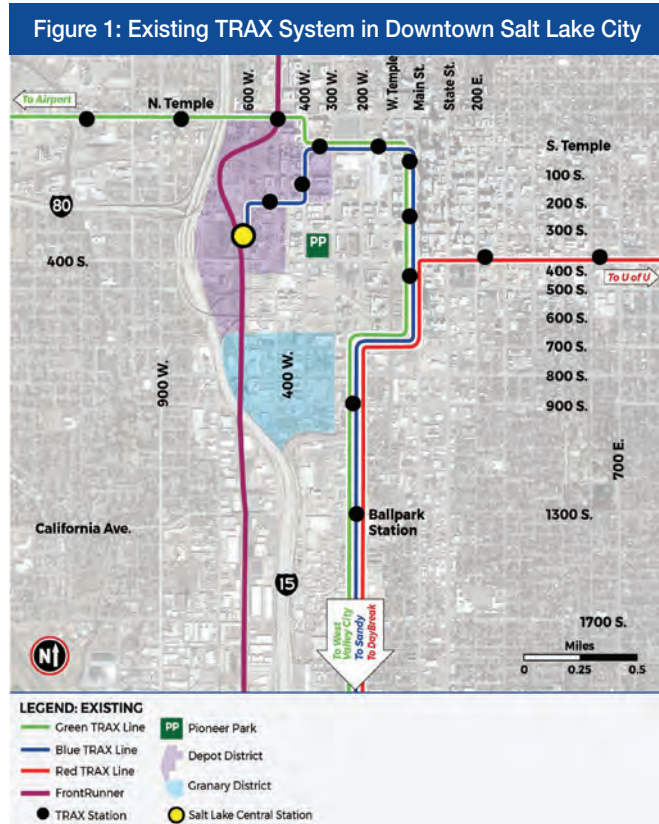 Figure 1: Existing TRAX System in Downtown Salt Lake City
To Airport
N. Temple
600 W.
400 W.
300 W.
200 W.
W. Temple
Main St.
State St.
200 E.
S. Temple
100 S.
200 S.
300 S.
80
PP
400 S.
400 S.
To U of U
500 S.
600 S.
700 S.
800 S.
900 S.
900 W.
400 W.
700 E.
Ballpark
Station
1300 S.
California Ave.
15
1700 S.
To West
Valley City
To Sandy
To DayBreak
N
Miles
0 0.25 0.5
LEGEND: EXISTING
Green TRAX Line
Blue TRAX Line
Red TRAX Line
FrontRunner
TRAX Station
PP Pioneer Park
Depot District
Granary District
Salt Lake Central Station